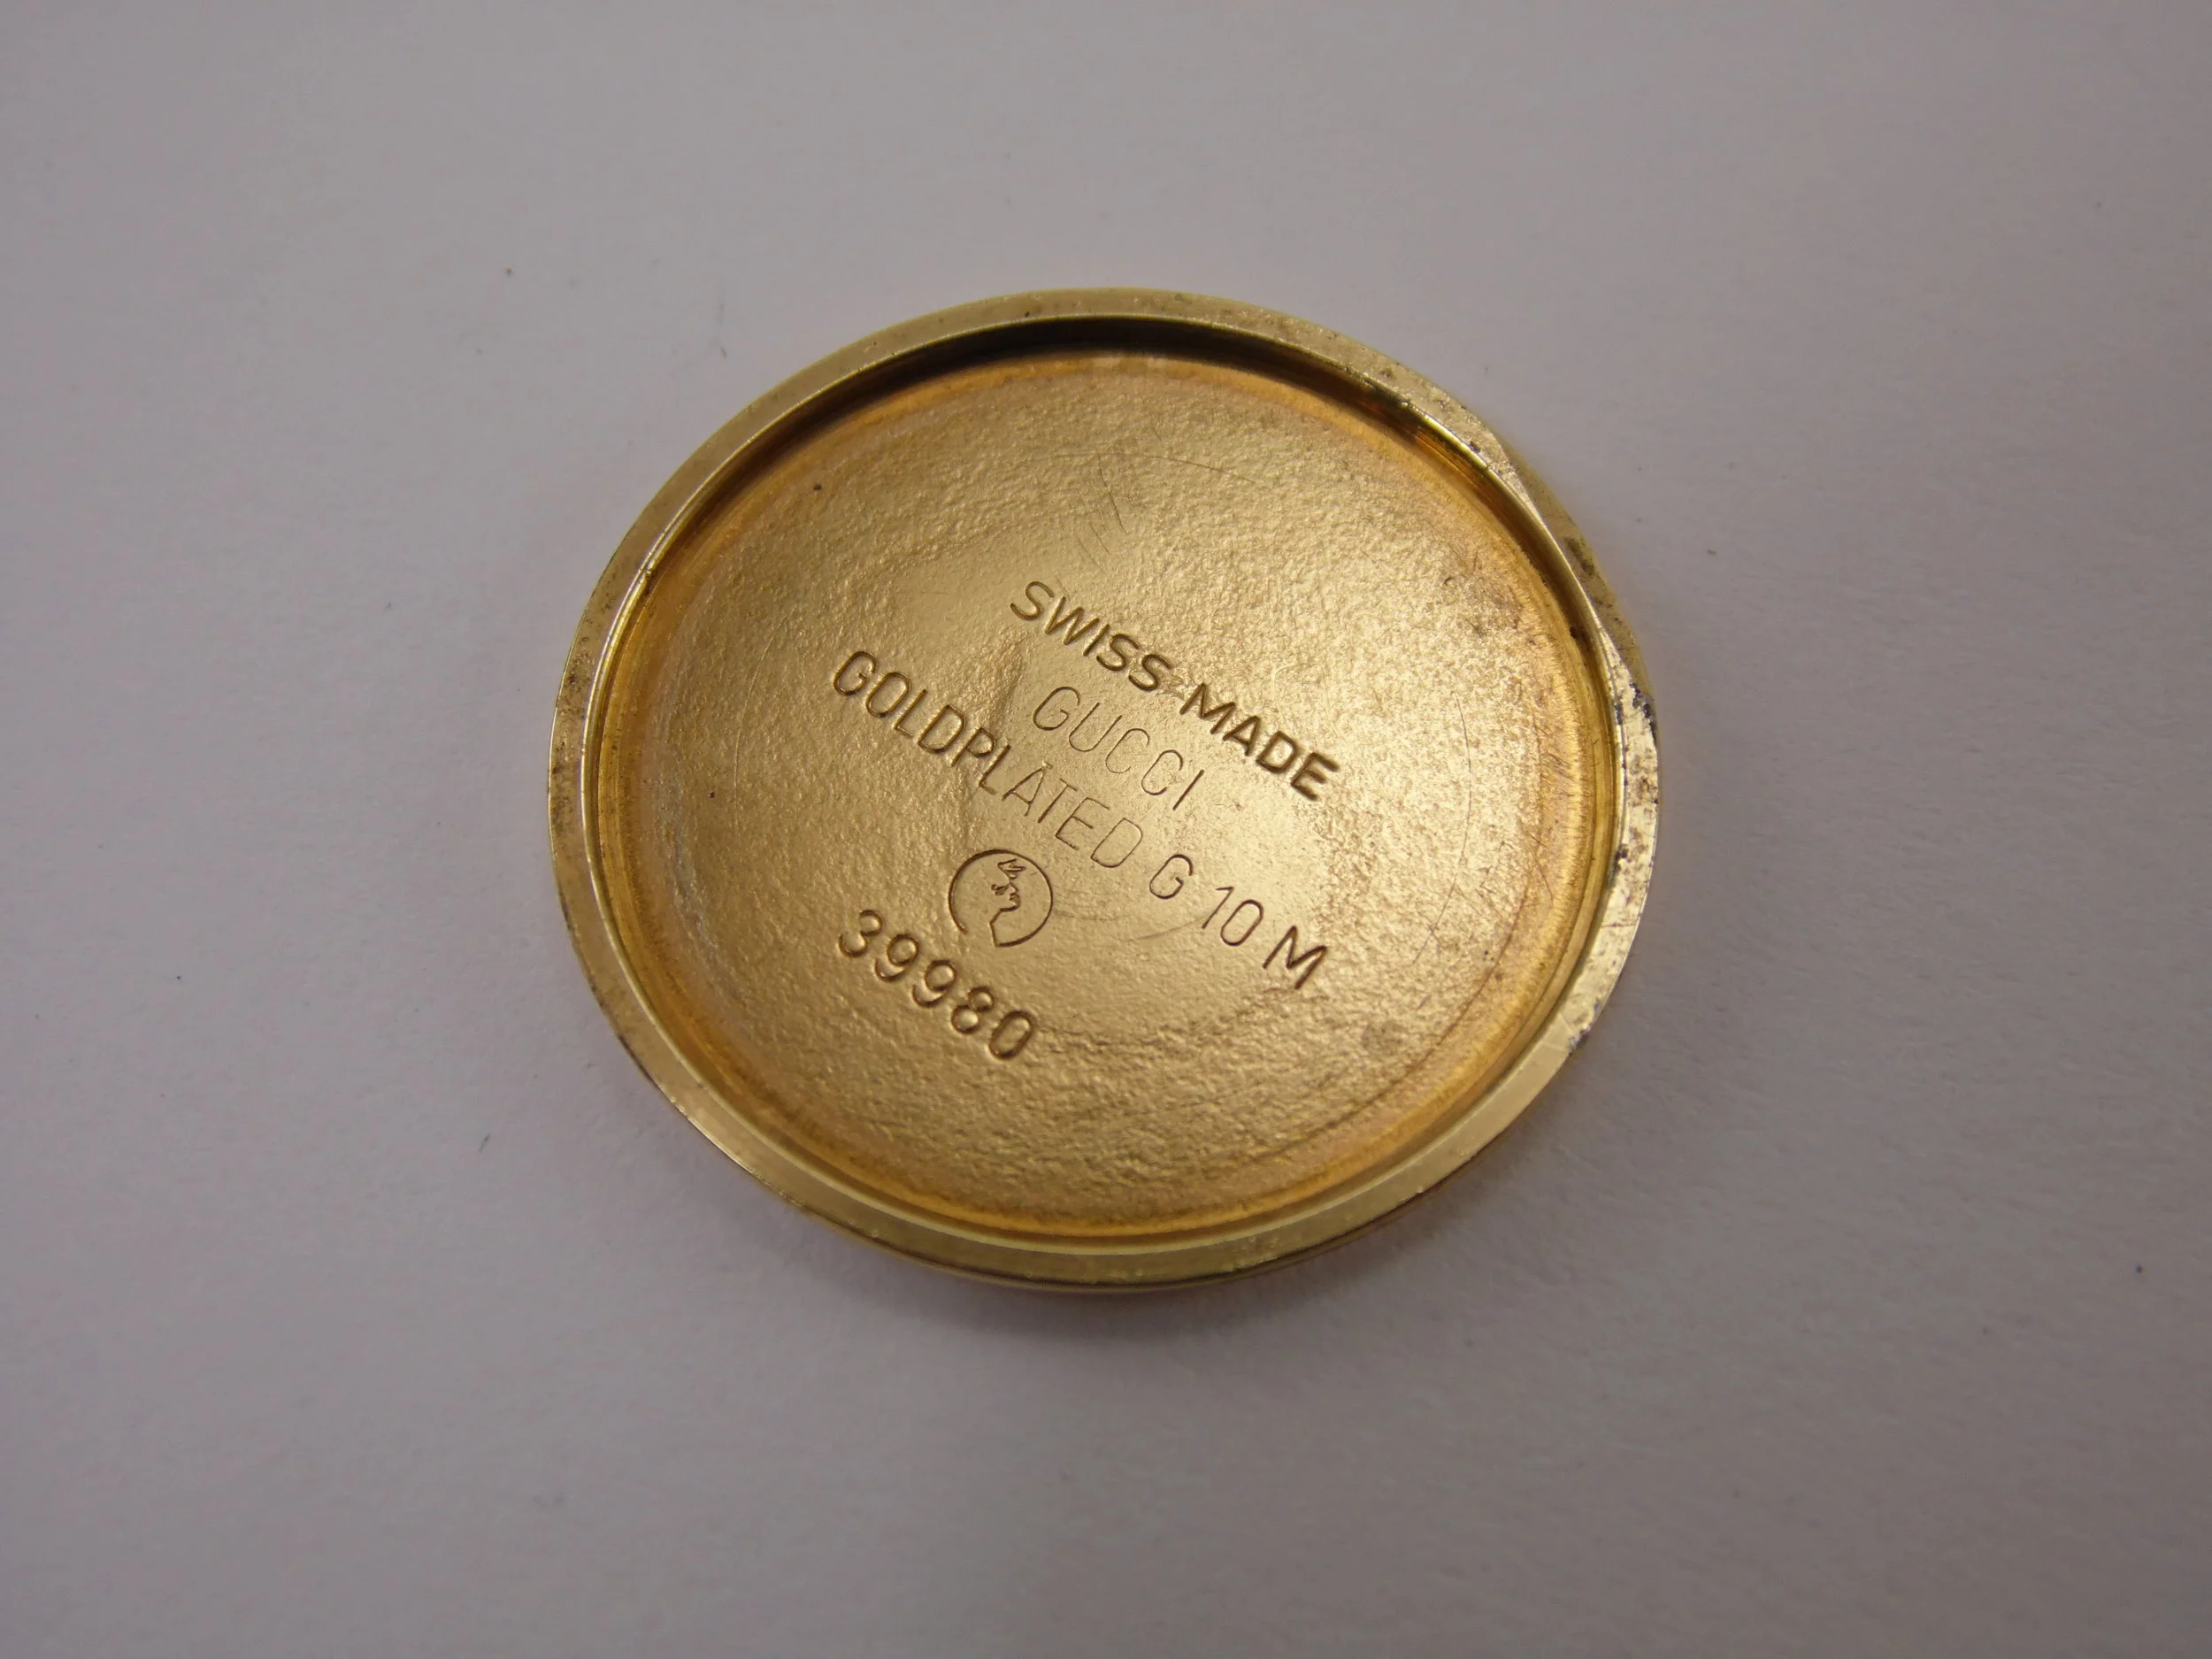 SWISS MADE
GUCCI
GOLDPLATED G 10 M
39980